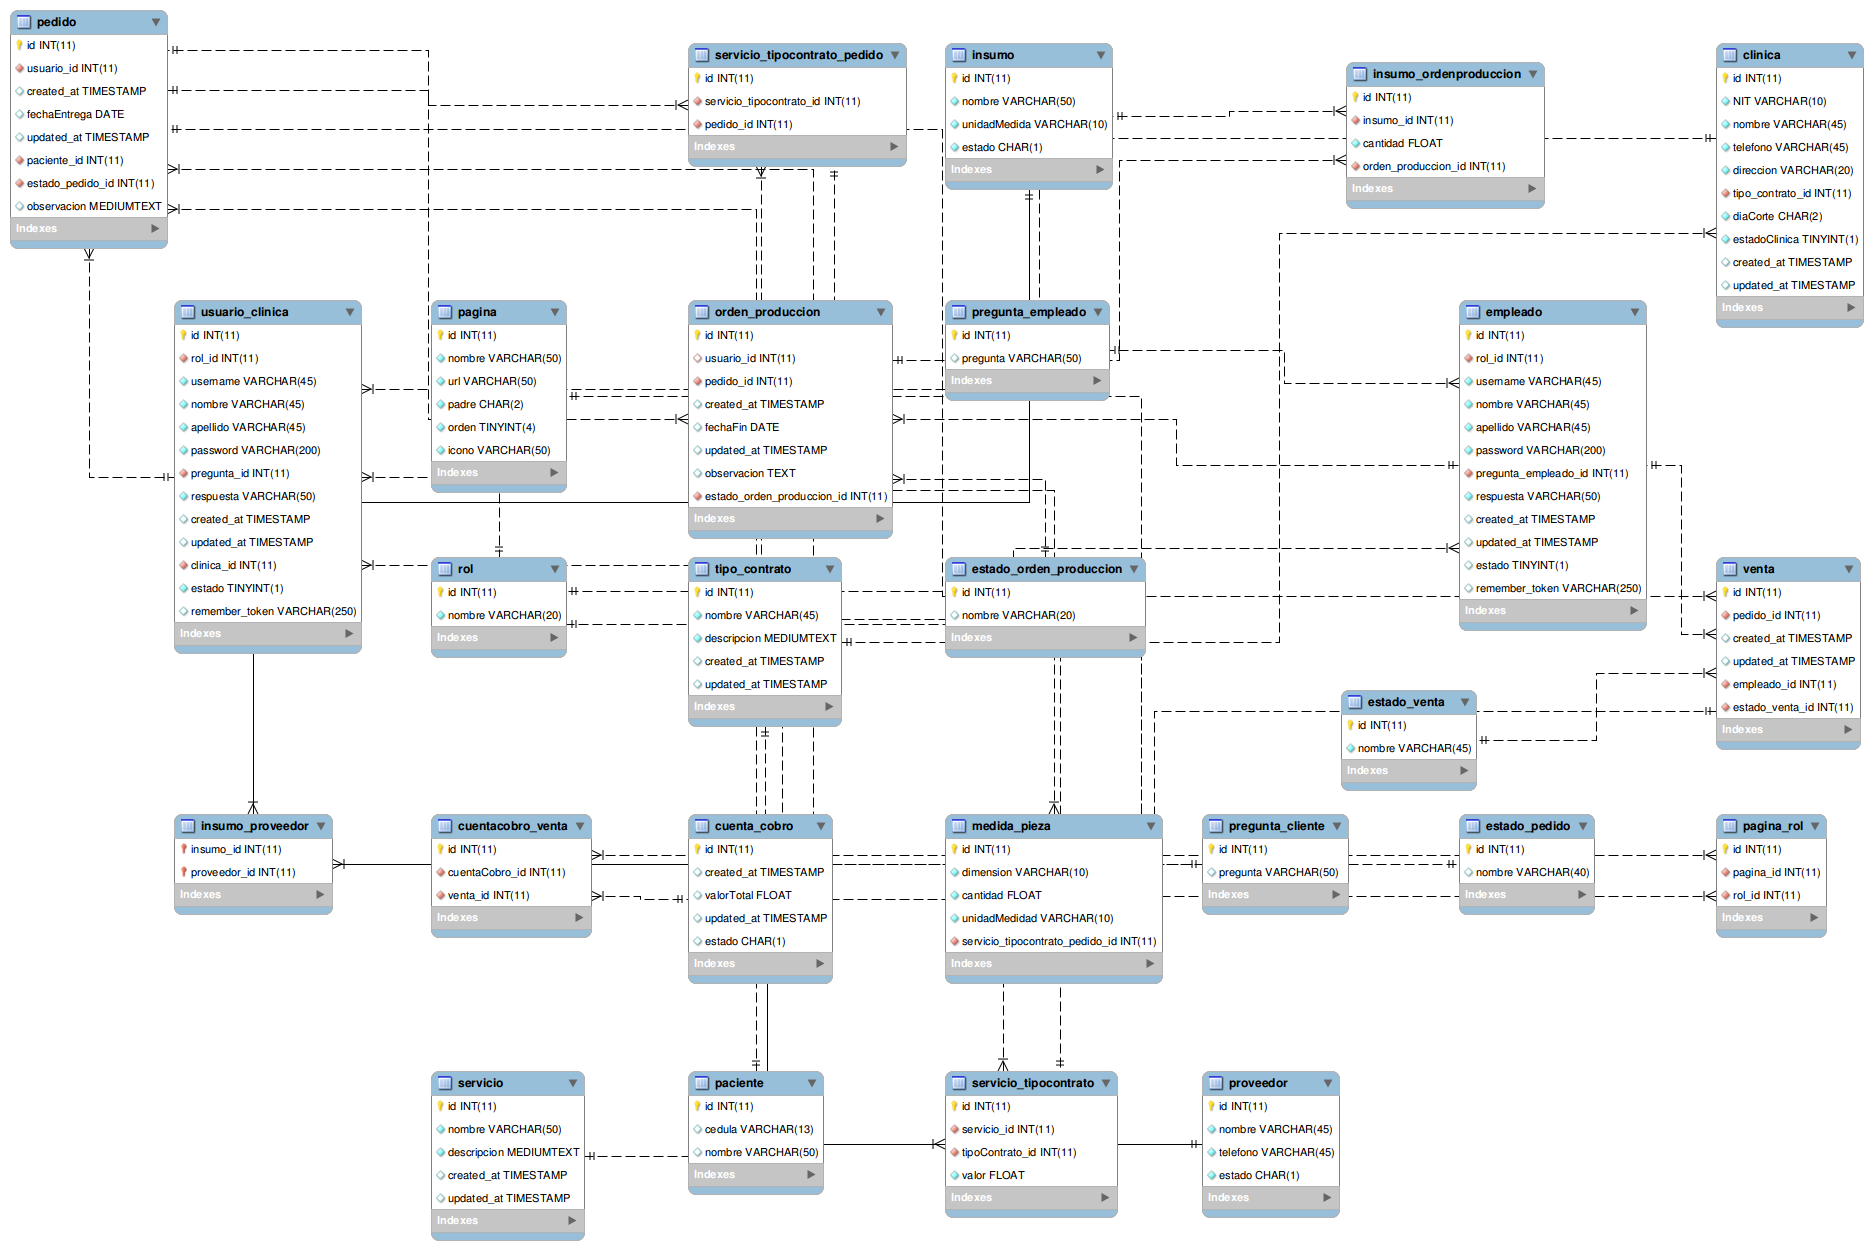 pedido
id INT(11)
usuario_id INT(11)
created_at TIMESTAMP
fechaEntrega DATE
updated_at TIMESTAMP
paciente_id INT(11)
estado_pedido_id INT(11)
observacion MEDIUMTEXT
Indexes
servicio_tipocontrato_pedido
id INT(11)
servicio_tipocontrato_id INT(11)
pedido_id INT(11)
Indexes
insumo
id INT(11)
nombre VARCHAR(50)
unidadMedida VARCHAR(10)
estado CHAR(1)
Indexes
insumo_ordenproduccion
id INT(11)
insumo_id INT(11)
cantidad FLOAT
orden_produccion_id INT(11)
Indexes
clinica
id INT(11)
NIT VARCHAR(10)
nombre VARCHAR(45)
telefono VARCHAR(45)
direccion VARCHAR(20)
tipo_contrato_id INT(11)
diaCorte CHAR(2)
estadoClinica TINYINT(1)
created_at TIMESTAMP
updated_at TIMESTAMP
Indexes
usuario_clinica
id INT(11)
rol_id INT(11)
username VARCHAR(45)
nombre VARCHAR(45)
apellido VARCHAR(45)
password VARCHAR(200)
pregunta_id INT(11)
respuesta VARCHAR(50)
created_at TIMESTAMP
updated_at TIMESTAMP
clinica_id INT(11)
estado TINYINT(1)
remember_token VARCHAR(250)
Indexes
pagina
id INT(11)
nombre VARCHAR(50)
url VARCHAR(50)
padre CHAR(2)
orden TINYINT(4)
icono VARCHAR(50)
Indexes
orden_produccion
id INT(11)
usuario_id INT(11)
pedido_id INT(11)
created_at TIMESTAMP
fechaFin DATE
updated_at TIMESTAMP
observacion TEXT
estado_orden_produccion_id INT(11)
Indexes
pregunta_empleado
id INT(11)
pregunta VARCHAR(50)
Indexes
empleado
id INT(11)
rol_id INT(11)
username VARCHAR(45)
nombre VARCHAR(45)
apellido VARCHAR(45)
password VARCHAR(200)
pregunta_empleado_id INT(11)
respuesta VARCHAR(50)
created_at TIMESTAMP
updated_at TIMESTAMP
estado TINYINT(1)
remember_token VARCHAR(250)
Indexes
rol
id INT(11)
nombre VARCHAR(20)
Indexes
tipo_contrato
id INT(11)
nombre VARCHAR(45)
descripcion MEDIUMTEXT
created_at TIMESTAMP
updated_at TIMESTAMP
Indexes
estado_orden_produccion
id INT(11)
nombre VARCHAR(20)
Indexes
venta
id INT(11)
pedido_id INT(11)
created_at TIMESTAMP
updated_at TIMESTAMP
empleado_id INT(11)
estado_venta_id INT(11)
Indexes
estado_venta
id INT(11)
nombre VARCHAR(45)
Indexes
insumo_proveedor
insumo_id INT(11)
proveedor_id INT(11)
Indexes
cuentacobro_venta
id INT(11)
cuentaCobro_id INT(11)
venta_id INT(11)
Indexes
cuenta_cobro
id INT(11)
created_at TIMESTAMP
valorTotal FLOAT
updated_at TIMESTAMP
estado CHAR(1)
Indexes
medida_pieza
id INT(11)
dimension VARCHAR(10)
cantidad FLOAT
unidadMedidad VARCHAR(10)
servicio_tipocontrato_pedido_id INT(11)
Indexes
pregunta_cliente
id INT(11)
pregunta VARCHAR(50)
Indexes
estado_pedido
id INT(11)
nombre VARCHAR(40)
Indexes
pagina_rol
id INT(11)
pagina_id INT(11)
rol_id INT(11)
Indexes
servicio
id INT(11)
nombre VARCHAR(50)
descripcion MEDIUMTEXT
created_at TIMESTAMP
updated_at TIMESTAMP
Indexes
paciente
id INT(11)
cedula VARCHAR(13)
nombre VARCHAR(50)
Indexes
servicio_tipocontrato
id INT(11)
servicio_id INT(11)
tipoContrato_id INT(11)
valor FLOAT
Indexes
proveedor
id INT(11)
nombre VARCHAR(45)
telefono VARCHAR(45)
estado CHAR(1)
Indexes